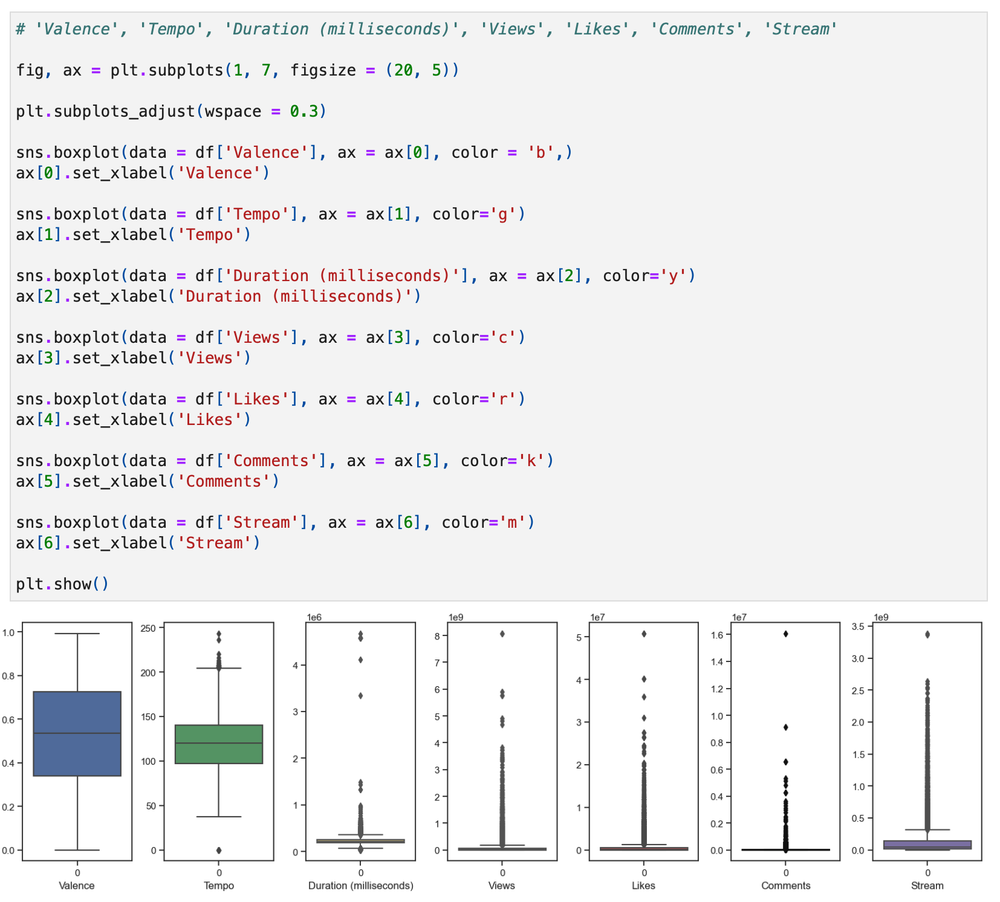 # 'Valence', 'Tempo', 'Duration (milliseconds)', 'Views', 'Likes', 'Comments', 'Stream'
fig, ax = plt.subplots(1, 7, figsize = (20, 5))
plt.subplots_adjust(wspace = 0.3)
sns.boxplot(data = df['Valence'], ax = ax[0], color = 'b',)
ax[0].set_xlabel('Valence')
sns.boxplot(data = df['Tempo'], ax = ax[1], color='g')
ax[1].set_xlabel('Tempo')
sns.boxplot(data = df['Duration (milliseconds)'], ax = ax[2], color='y')
ax[2].set_xlabel('Duration (milliseconds)')
sns.boxplot(data = df['Views'], ax = ax[3], color='c')
ax[3].set_xlabel('Views')
sns.boxplot(data = df['Likes'], ax = ax[4], color='r')
ax[4].set_xlabel('Likes')
sns.boxplot(data = df['Comments'], ax = ax[5], color='k')
ax[5].set_xlabel('Comments')
sns.boxplot(data = df['Stream'], ax = ax[6], color='m')
ax[6].set_xlabel('Stream')
plt.show()
1.0
0.8
0.6
0.4
0.2
0.0
0
Valence
250
200
150
100
50
0
0
Tempo
1e6
4
3
2
1
0
0
Duration (milliseconds)
1e9
8
7
6
5
4
3
2
1
0
0
Views
1e7
5
4
3
2
1
0
0
Likes
1e7
1.6
1.4
1.2
1.0
0.8
0.6
0.4
0.2
0.0
0
Comments
1e9
3.5
3.0
2.5
2.0
1.5
1.0
0.5
0.0
0
Stream